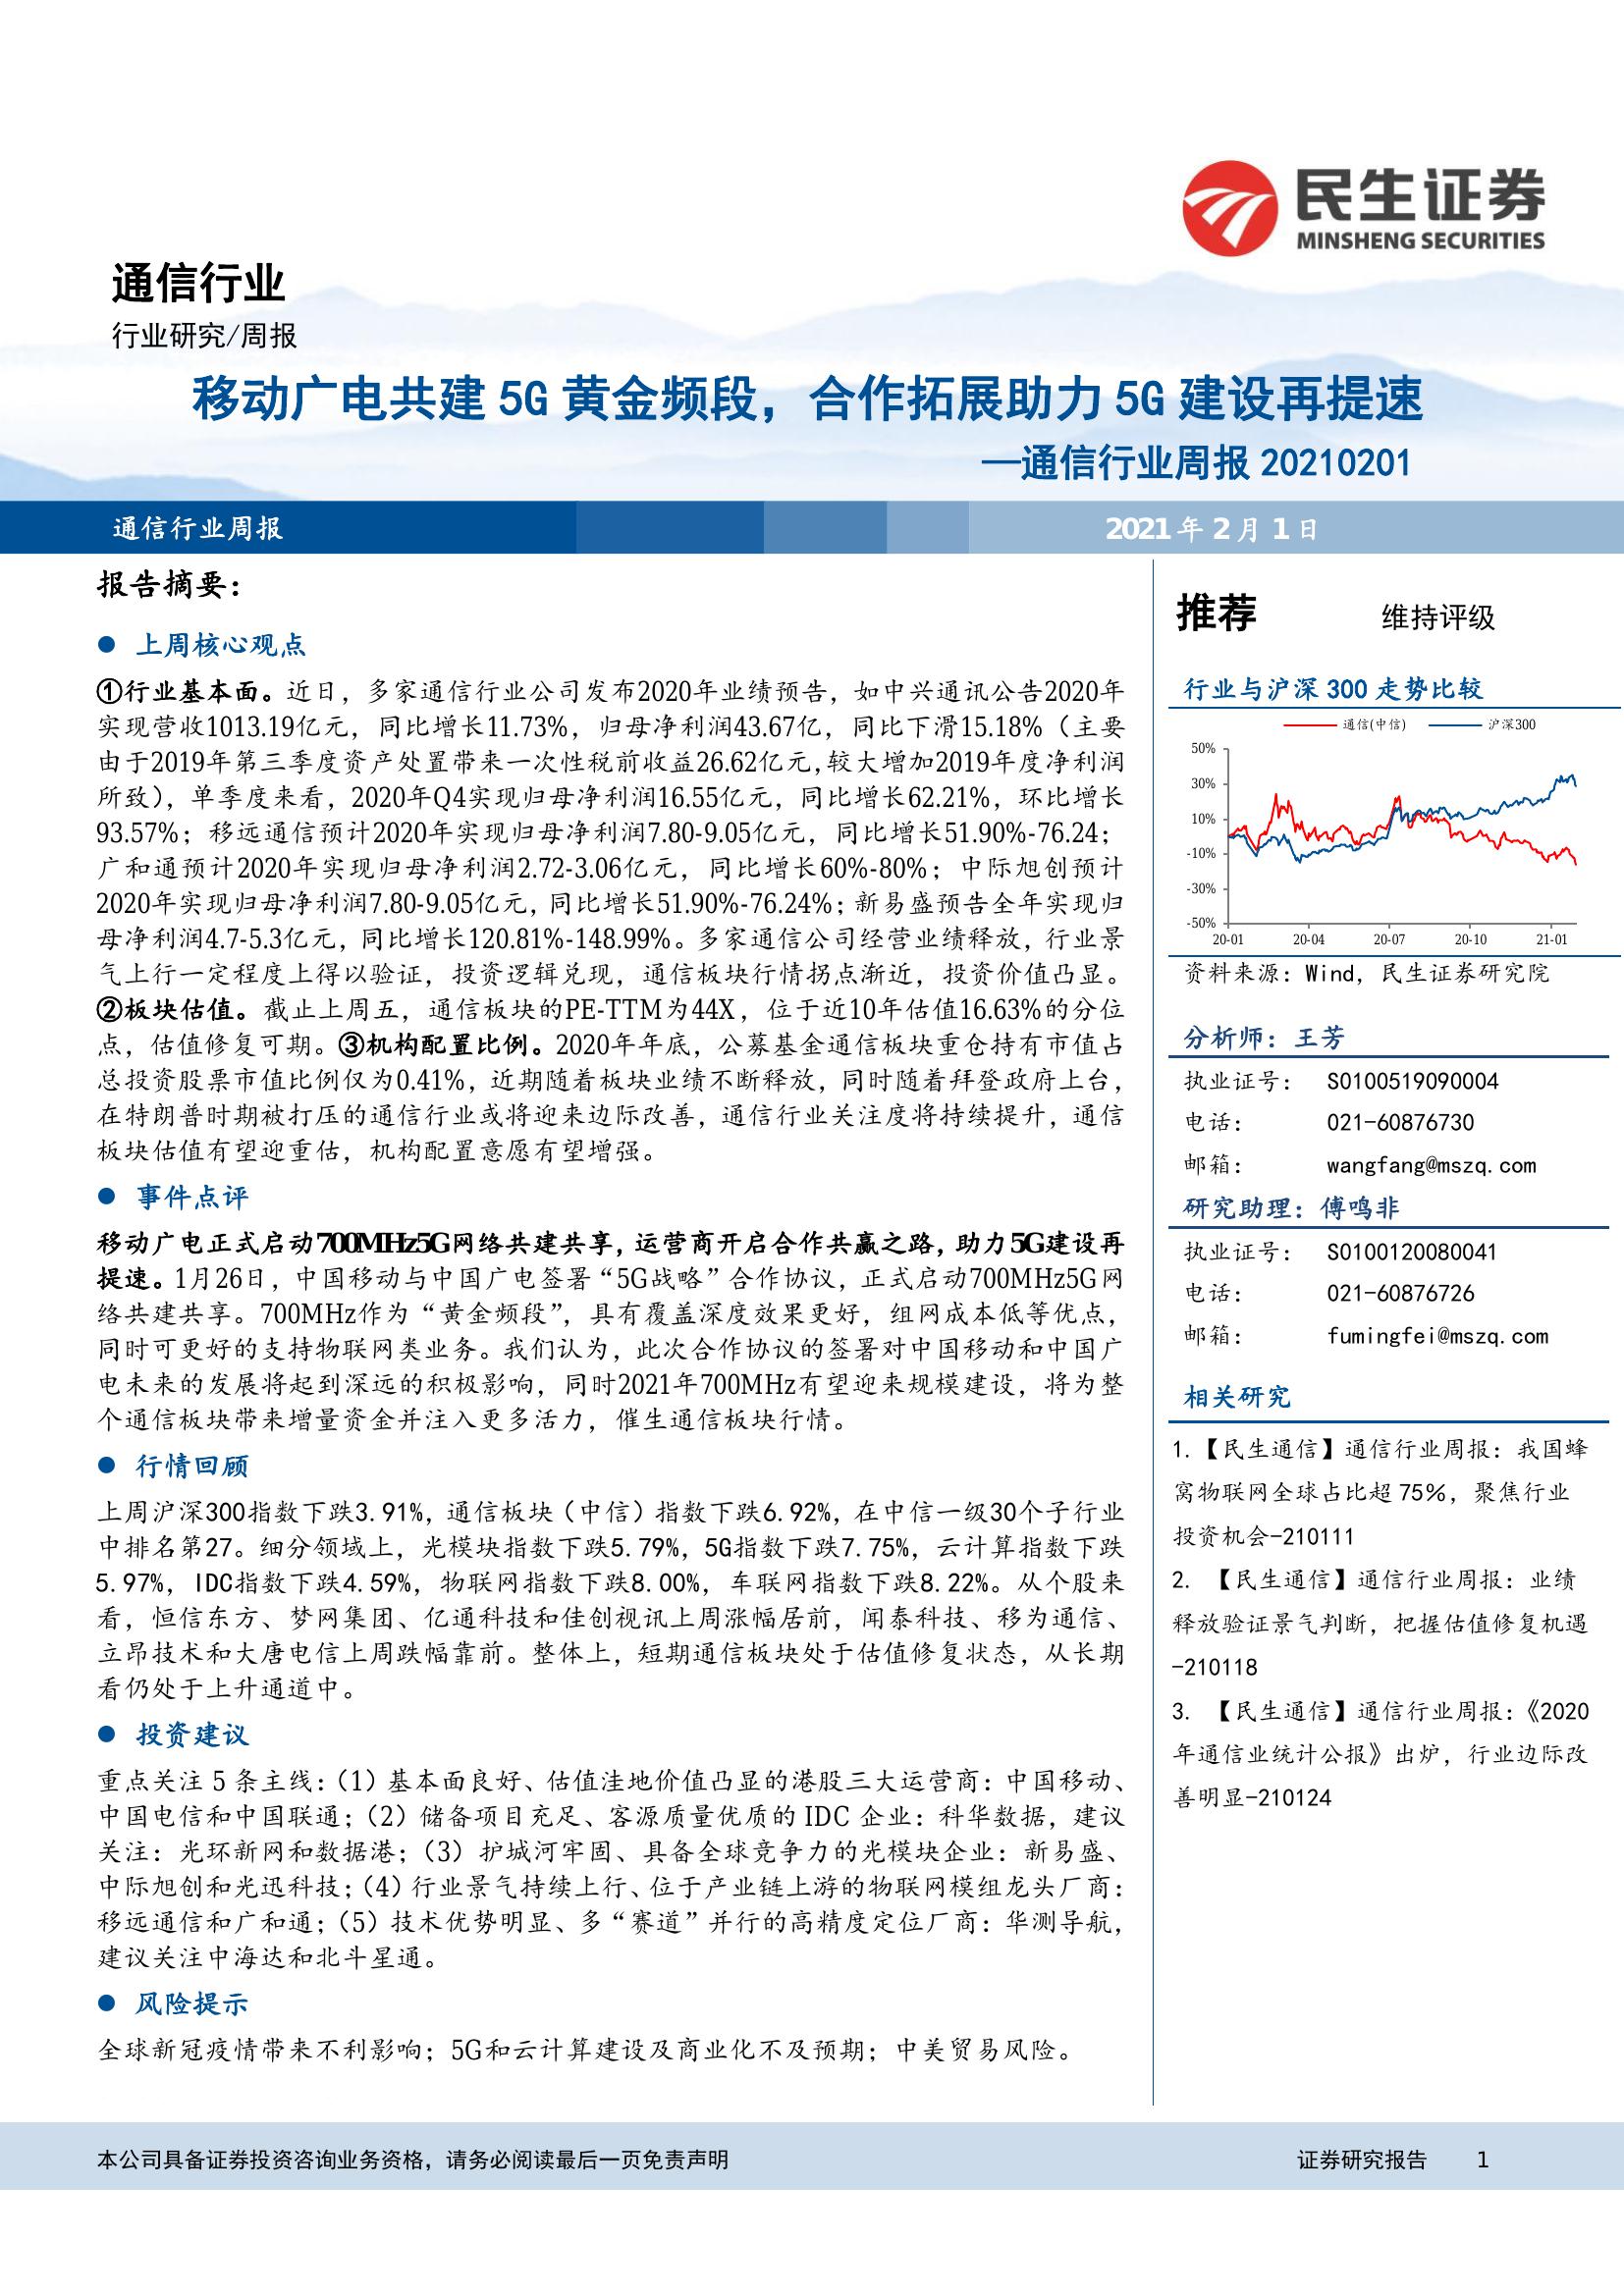 民生证券
MINSHENG SECURITIES
通信行业
行业研究/周报
移动广电共建 5G 黄金频段，合作拓展助力 5G 建设再提速
—通信行业周报 20210201
通信行业周报
2021 年 2 月 1 日
报告摘要：
● 上周核心观点
①行业基本面。近日，多家通信行业公司发布2020年业绩预告，如中兴通讯公告2020年
实现营收1013.19亿元，同比增长11.73%，归母净利润43.67亿，同比下滑15.18%（主要
由于2019年第三季度资产处置带来一次性税前收益26.62亿元,较大增加2019年度净利润
所致），单季度来看，2020年Q4实现归母净利润16.55亿元，同比增长62.21%，环比增长
93.57%；移远通信预计2020年实现归母净利润7.80-9.05亿元，同比增长51.90%-76.24；
广和通预计2020年实现归母净利润2.72-3.06亿元，同比增长60%-80%；中际旭创预计
2020年实现归母净利润7.80-9.05亿元，同比增长51.90%-76.24%；新易盛预告全年实现归
母净利润4.7-5.3亿元，同比增长120.81%-148.99%。多家通信公司经营业绩释放，行业景
气上行一定程度上得以验证，投资逻辑兑现，通信板块行情拐点渐近，投资价值凸显。
②板块估值。截止上周五，通信板块的PE-TTM为44X，位于近10年估值16.63%的分位
点，估值修复可期。③机构配置比例。2020年年底，公募基金通信板块重仓持有市值占
总投资股票市值比例仅为0.41%，近期随着板块业绩不断释放，同时随着拜登政府上台，
在特朗普时期被打压的通信行业或将迎来边际改善，通信行业关注度将持续提升，通信
板块估值有望迎重估，机构配置意愿有望增强。
● 事件点评
移动广电正式启动700MHz5G网络共建共享，运营商开启合作共赢之路，助力5G建设再
提速。1月26日，中国移动与中国广电签署“5G战略”合作协议，正式启动700MHz5G网
络共建共享。700MHz作为“黄金频段”，具有覆盖深度效果更好，组网成本低等优点，
同时可更好的支持物联网类业务。我们认为，此次合作协议的签署对中国移动和中国广
电未来的发展将起到深远的积极影响，同时2021年700MHz有望迎来规模建设，将为整
个通信板块带来增量资金并注入更多活力，催生通信板块行情。
● 行情回顾
上周沪深300指数下跌3.91%，通信板块（中信）指数下跌6.92%，在中信一级30个子行业
中排名第27。细分领域上，光模块指数下跌5.79%，5G指数下跌7.75%，云计算指数下跌
5.97%，IDC指数下跌4.59%，物联网指数下跌8.00%，车联网指数下跌8.22%。从个股来
看，恒信东方、梦网集团、亿通科技和佳创视讯上周涨幅居前，闻泰科技、移为通信、
立昂技术和大唐电信上周跌幅靠前。整体上，短期通信板块处于估值修复状态，从长期
看仍处于上升通道中。
● 投资建议
重点关注 5 条主线：（1）基本面良好、估值洼地价值凸显的港股三大运营商：中国移动、
中国电信和中国联通；（2）储备项目充足、客源质量优质的 IDC 企业：科华数据，建议
关注：光环新网和数据港；（3）护城河牢固、具备全球竞争力的光模块企业：新易盛、
中际旭创和光迅科技；（4）行业景气持续上行、位于产业链上游的物联网模组龙头厂商：
移远通信和广和通；（5）技术优势明显、多“赛道”并行的高精度定位厂商：华测导航，
建议关注中海达和北斗星通。
● 风险提示
全球新冠疫情带来不利影响；5G和云计算建设及商业化不及预期；中美贸易风险。
推荐 维持评级
行业与沪深 300 走势比较
通信(中信) 沪深300
50%
30%
10%
-10%
-30%
-50%
20-01 20-04 20-07 20-10 21-01
资料来源：Wind，民生证券研究院
分析师：王芳
执业证号： S0100519090004
电话： 021-60876730
邮箱： wangfang@mszq.com
研究助理：傅鸣非
执业证号： S0100120080041
电话： 021-60876726
邮箱： fumingfei@mszq.com
相关研究
1.【民生通信】通信行业周报：我国蜂
窝物联网全球占比超 75%，聚焦行业
投资机会-210111
2. 【民生通信】通信行业周报：业绩
释放验证景气判断，把握估值修复机遇
-210118
3. 【民生通信】通信行业周报：《2020
年通信业统计公报》出炉，行业边际改
善明显-210124
本公司具备证券投资咨询业务资格，请务必阅读最后一页免责声明
证券研究报告 1